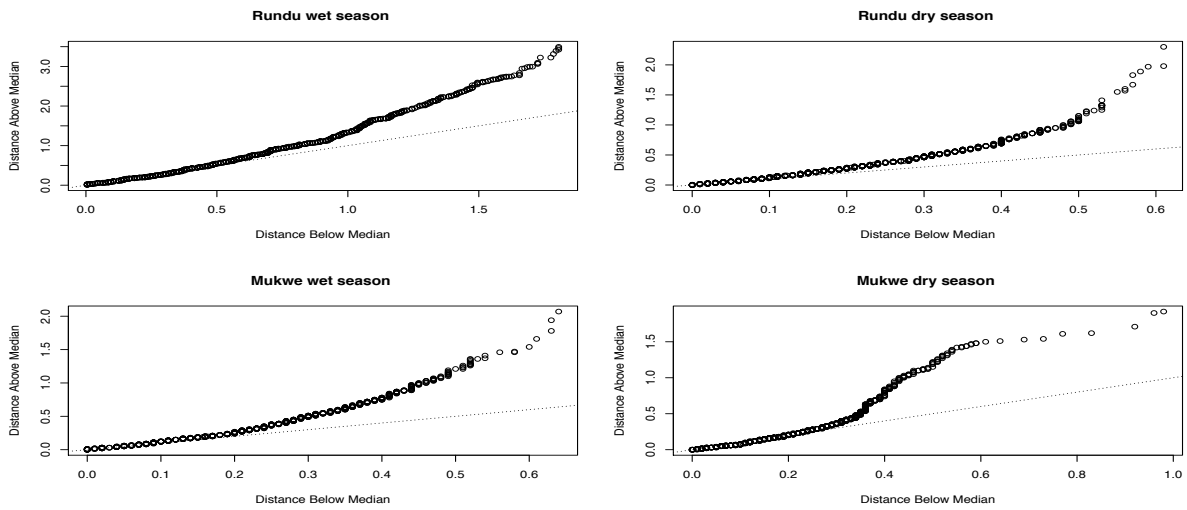 Rundu wet season
Distance Above Median
0.0 1.0 2.0 3.0
0.0 0.5 1.0 1.5
Distance Below Median
Rundu dry season
Distance Above Median
0.0 0.5 1.0 1.5 2.0
0.0 0.1 0.2 0.3 0.4 0.5 0.6
Distance Below Median
Mukwe wet season
Distance Above Median
0.0 0.5 1.0 1.5 2.0
0.0 0.1 0.2 0.3 0.4 0.5 0.6
Distance Below Median
Mukwe dry season
Distance Above Median
0.0 0.5 1.0 1.5
0.0 0.2 0.4 0.6 0.8 1.0
Distance Below Median